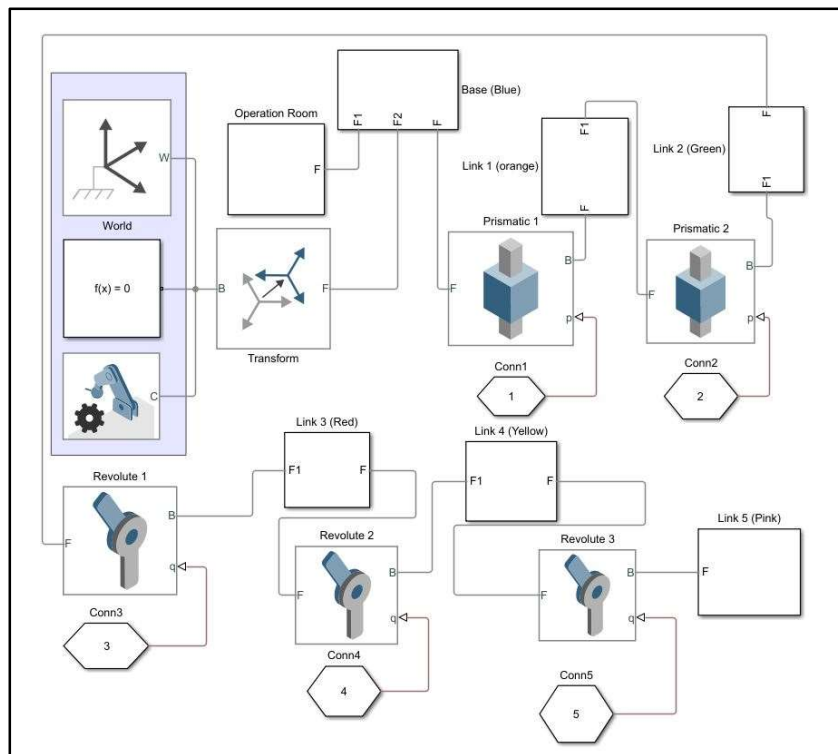 Base (Blue)
F1
F2
F
Operation Room
F
Link 1 (orange)
F1
F
Link 2 (Green)
F
F1
W
World
f(x) = 0
C
B
F
Transform
Prismatic 1
F
B
p
Prismatic 2
F
B
p
Conn1
1
Conn2
2
Revolute 1
F
B
q
Link 3 (Red)
F1
F
Link 4 (Yellow)
F1
F
Revolute 2
F
B
q
Revolute 3
F
B
q
Link 5 (Pink)
F
Conn3
3
Conn4
4
Conn5
5